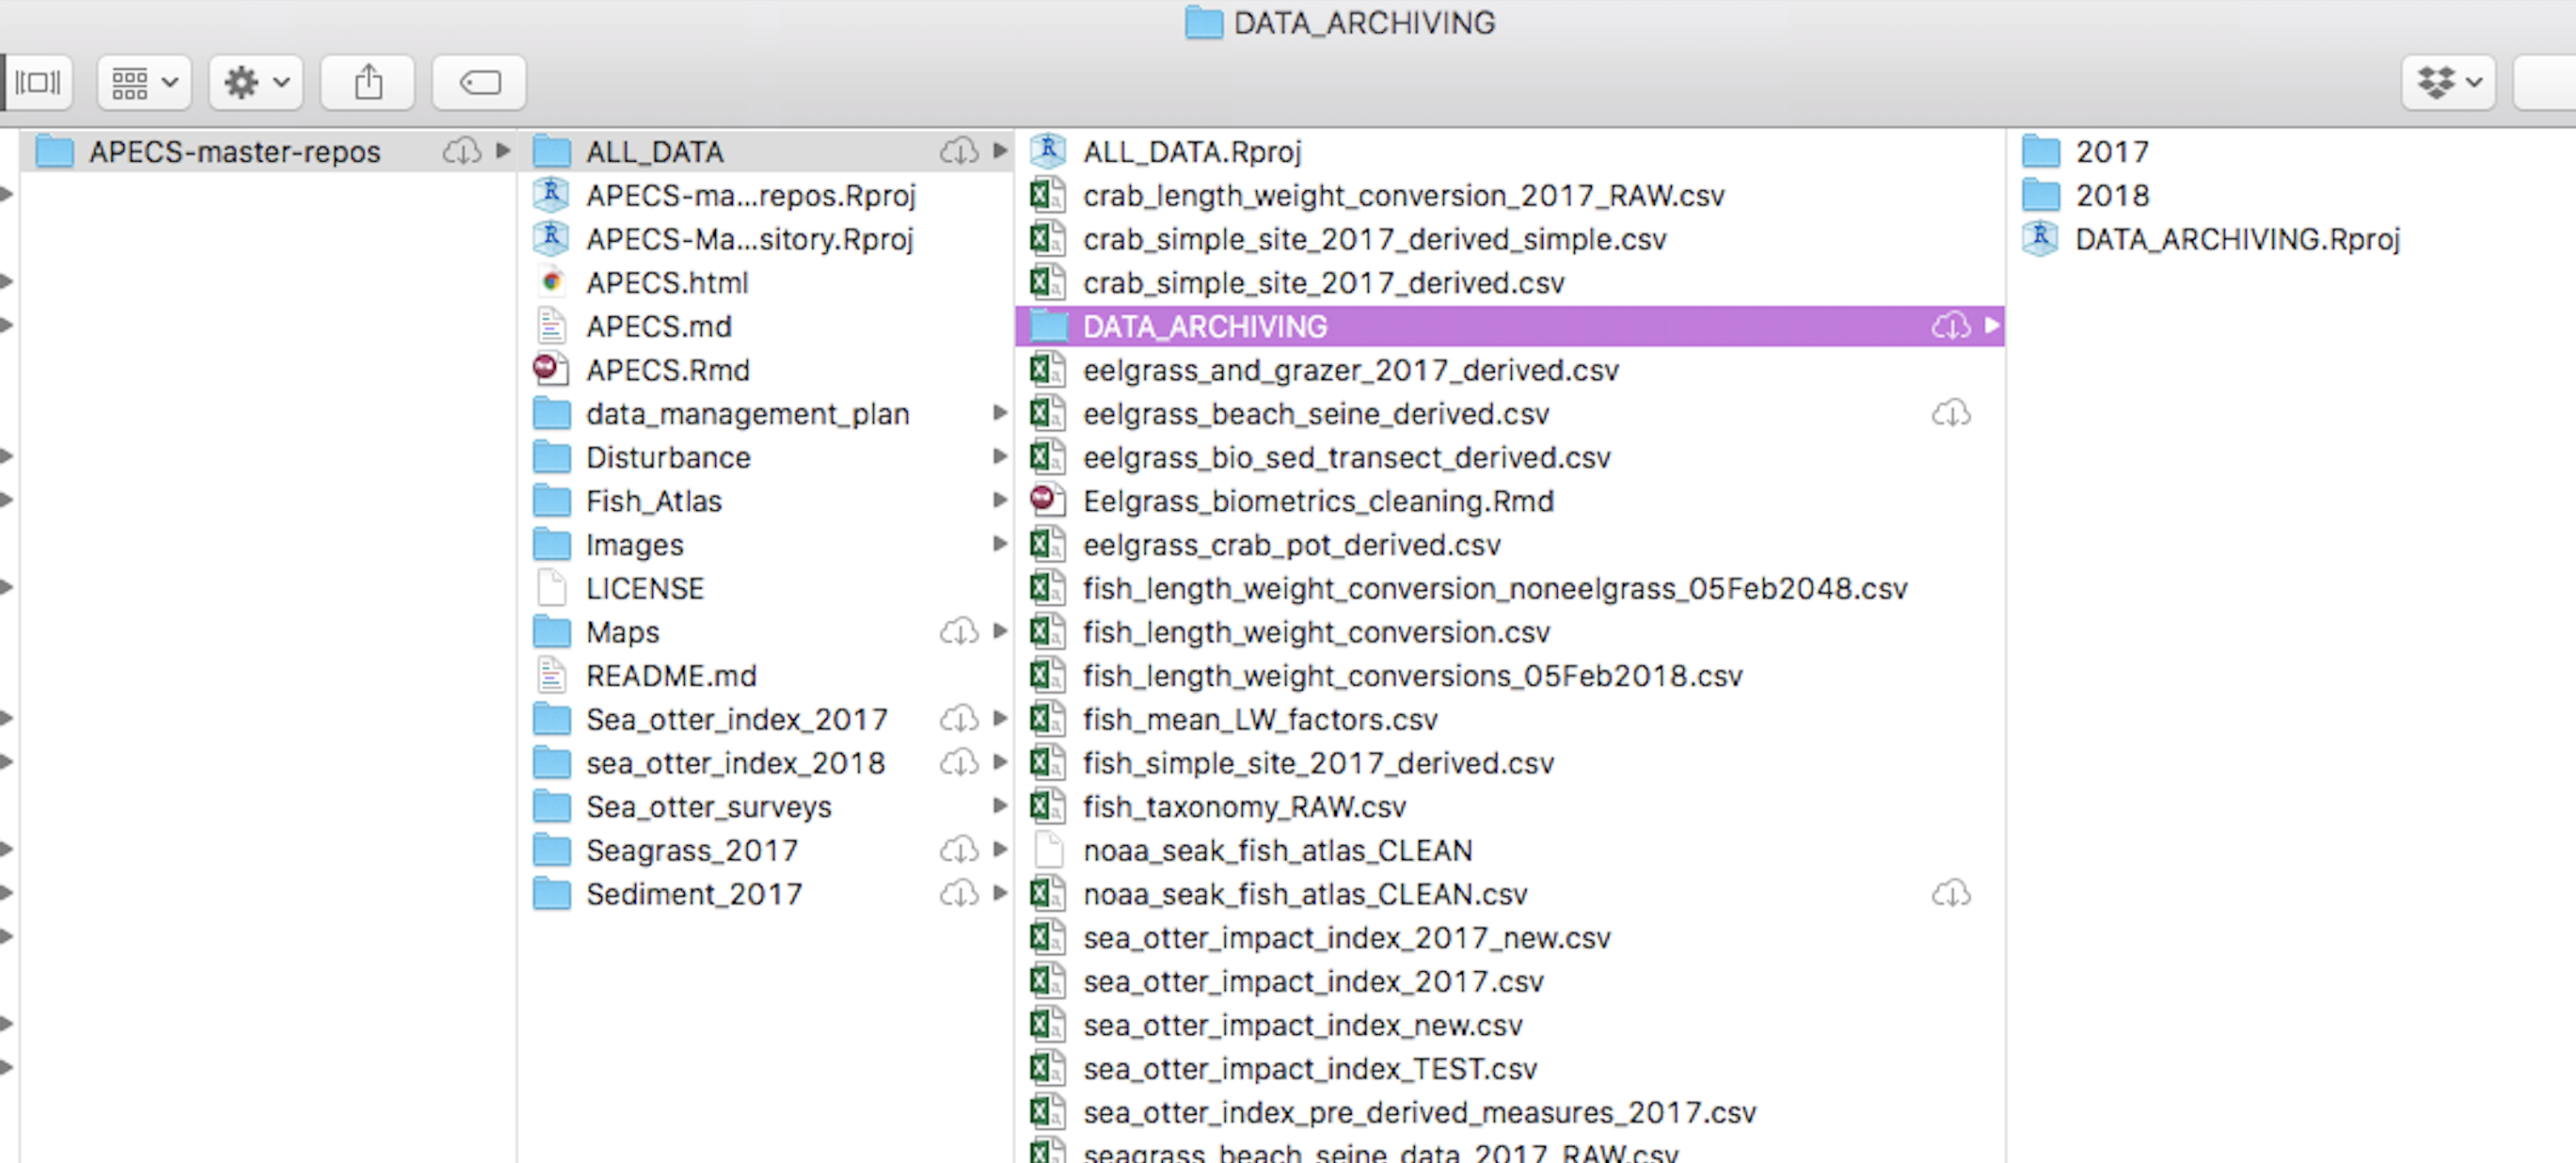 DATA_ARCHIVING
APECS-master-repos
ALL_DATA
APECS-ma...repos.Rproj
APECS-Ma...sitory.Rproj
APECS.html
APECS.md
APECS.Rmd
data_management_plan
Disturbance
Fish_Atlas
Images
LICENSE
Maps
README.md
Sea_otter_index_2017
sea_otter_index_2018
Sea_otter_surveys
Seagrass_2017
Sediment_2017
ALL_DATA.Rproj
crab_length_weight_conversion_2017_RAW.csv
crab_simple_site_2017_derived_simple.csv
crab_simple_site_2017_derived.csv
DATA_ARCHIVING
eelgrass_and_grazer_2017_derived.csv
eelgrass_beach_seine_derived.csv
eelgrass_bio_sed_transect_derived.csv
Eelgrass_biometrics_cleaning.Rmd
eelgrass_crab_pot_derived.csv
fish_length_weight_conversion_noneelgrass_05Feb2048.csv
fish_length_weight_conversion.csv
fish_length_weight_conversions_05Feb2018.csv
fish_mean_LW_factors.csv
fish_simple_site_2017_derived.csv
fish_taxonomy_RAW.csv
noaa_seak_fish_atlas_CLEAN
noaa_seak_fish_atlas_CLEAN.csv
sea_otter_impact_index_2017_new.csv
sea_otter_impact_index_2017.csv
sea_otter_impact_index_new.csv
sea_otter_impact_index_TEST.csv
sea_otter_index_pre_derived_measures_2017.csv
seagrass_beach_seine_data_2017_RAW.csv
2017
2018
DATA_ARCHIVING.Rproj